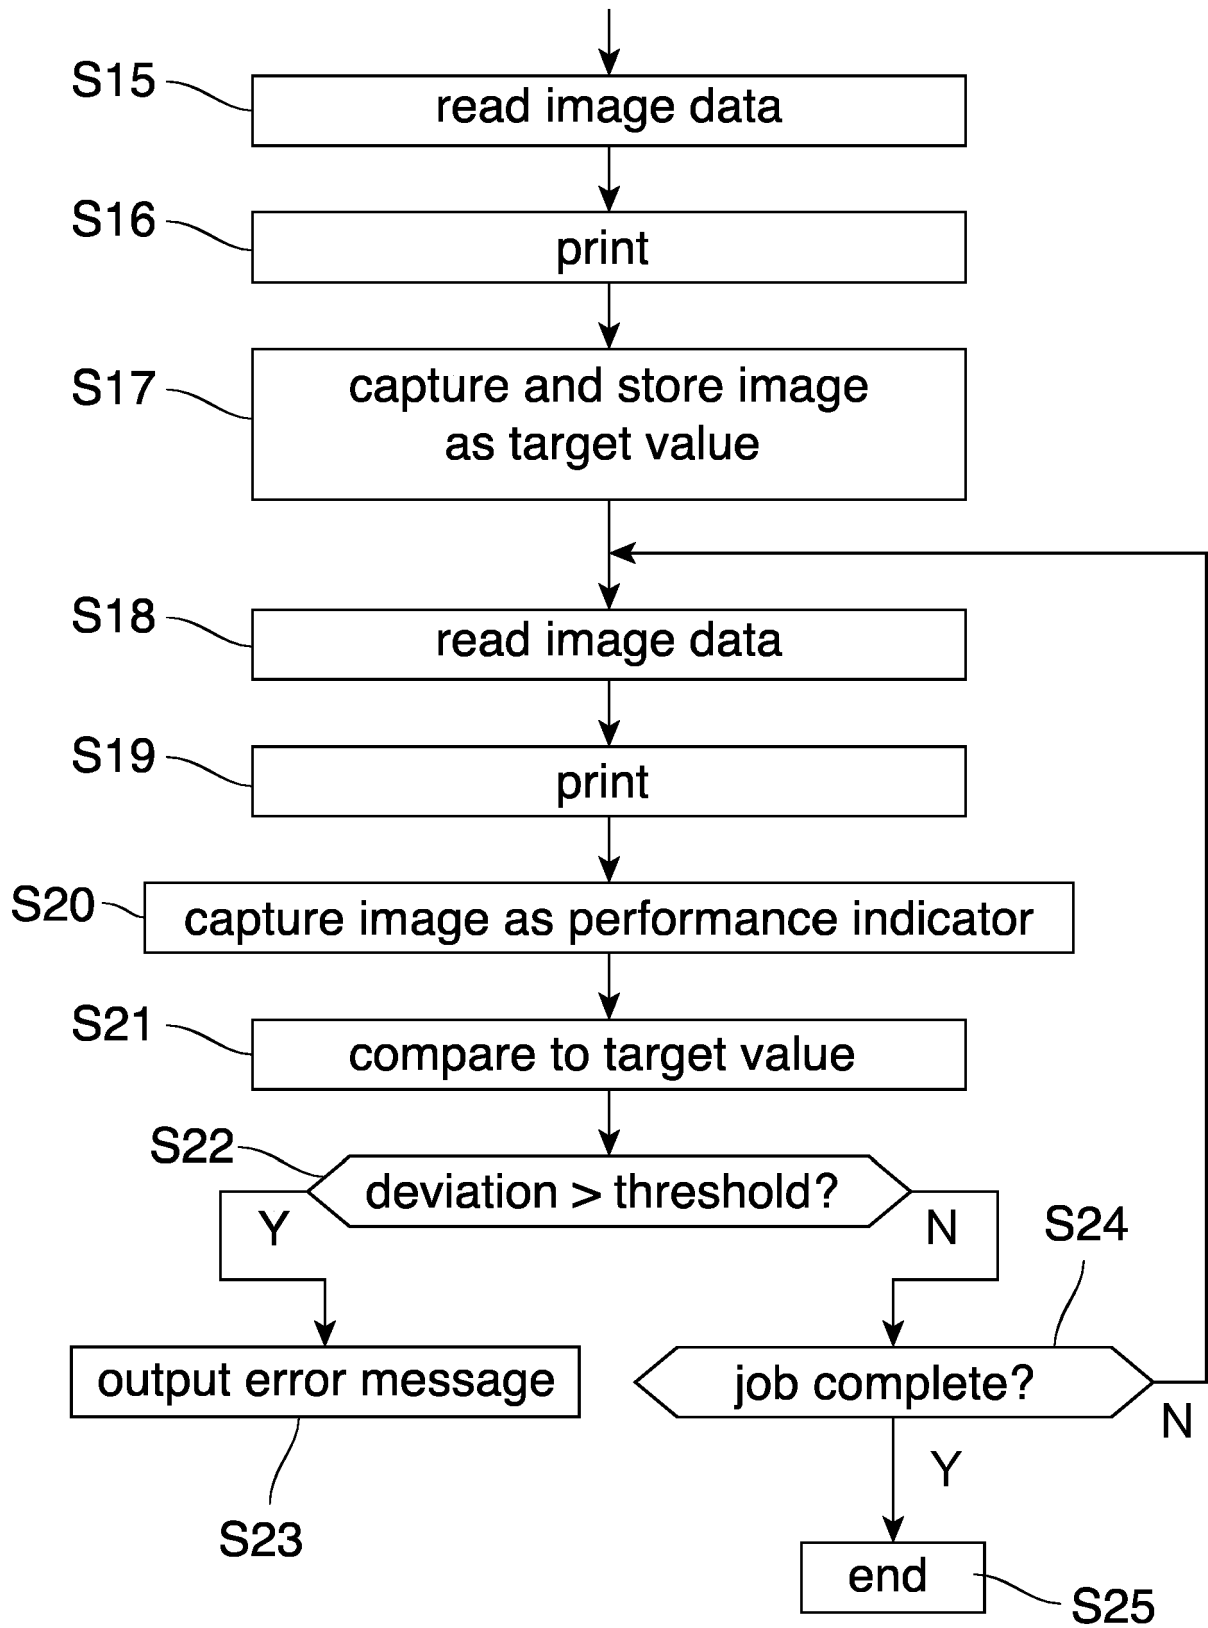 S15
read image data
S16
print
S17
capture and store image
as target value
S18
read image data
S19
print
S20
capture image as performance indicator
S21
compare to target value
S22
deviation > threshold?
Y
N
S24
output error message
job complete?
N
Y
S23
end
S25